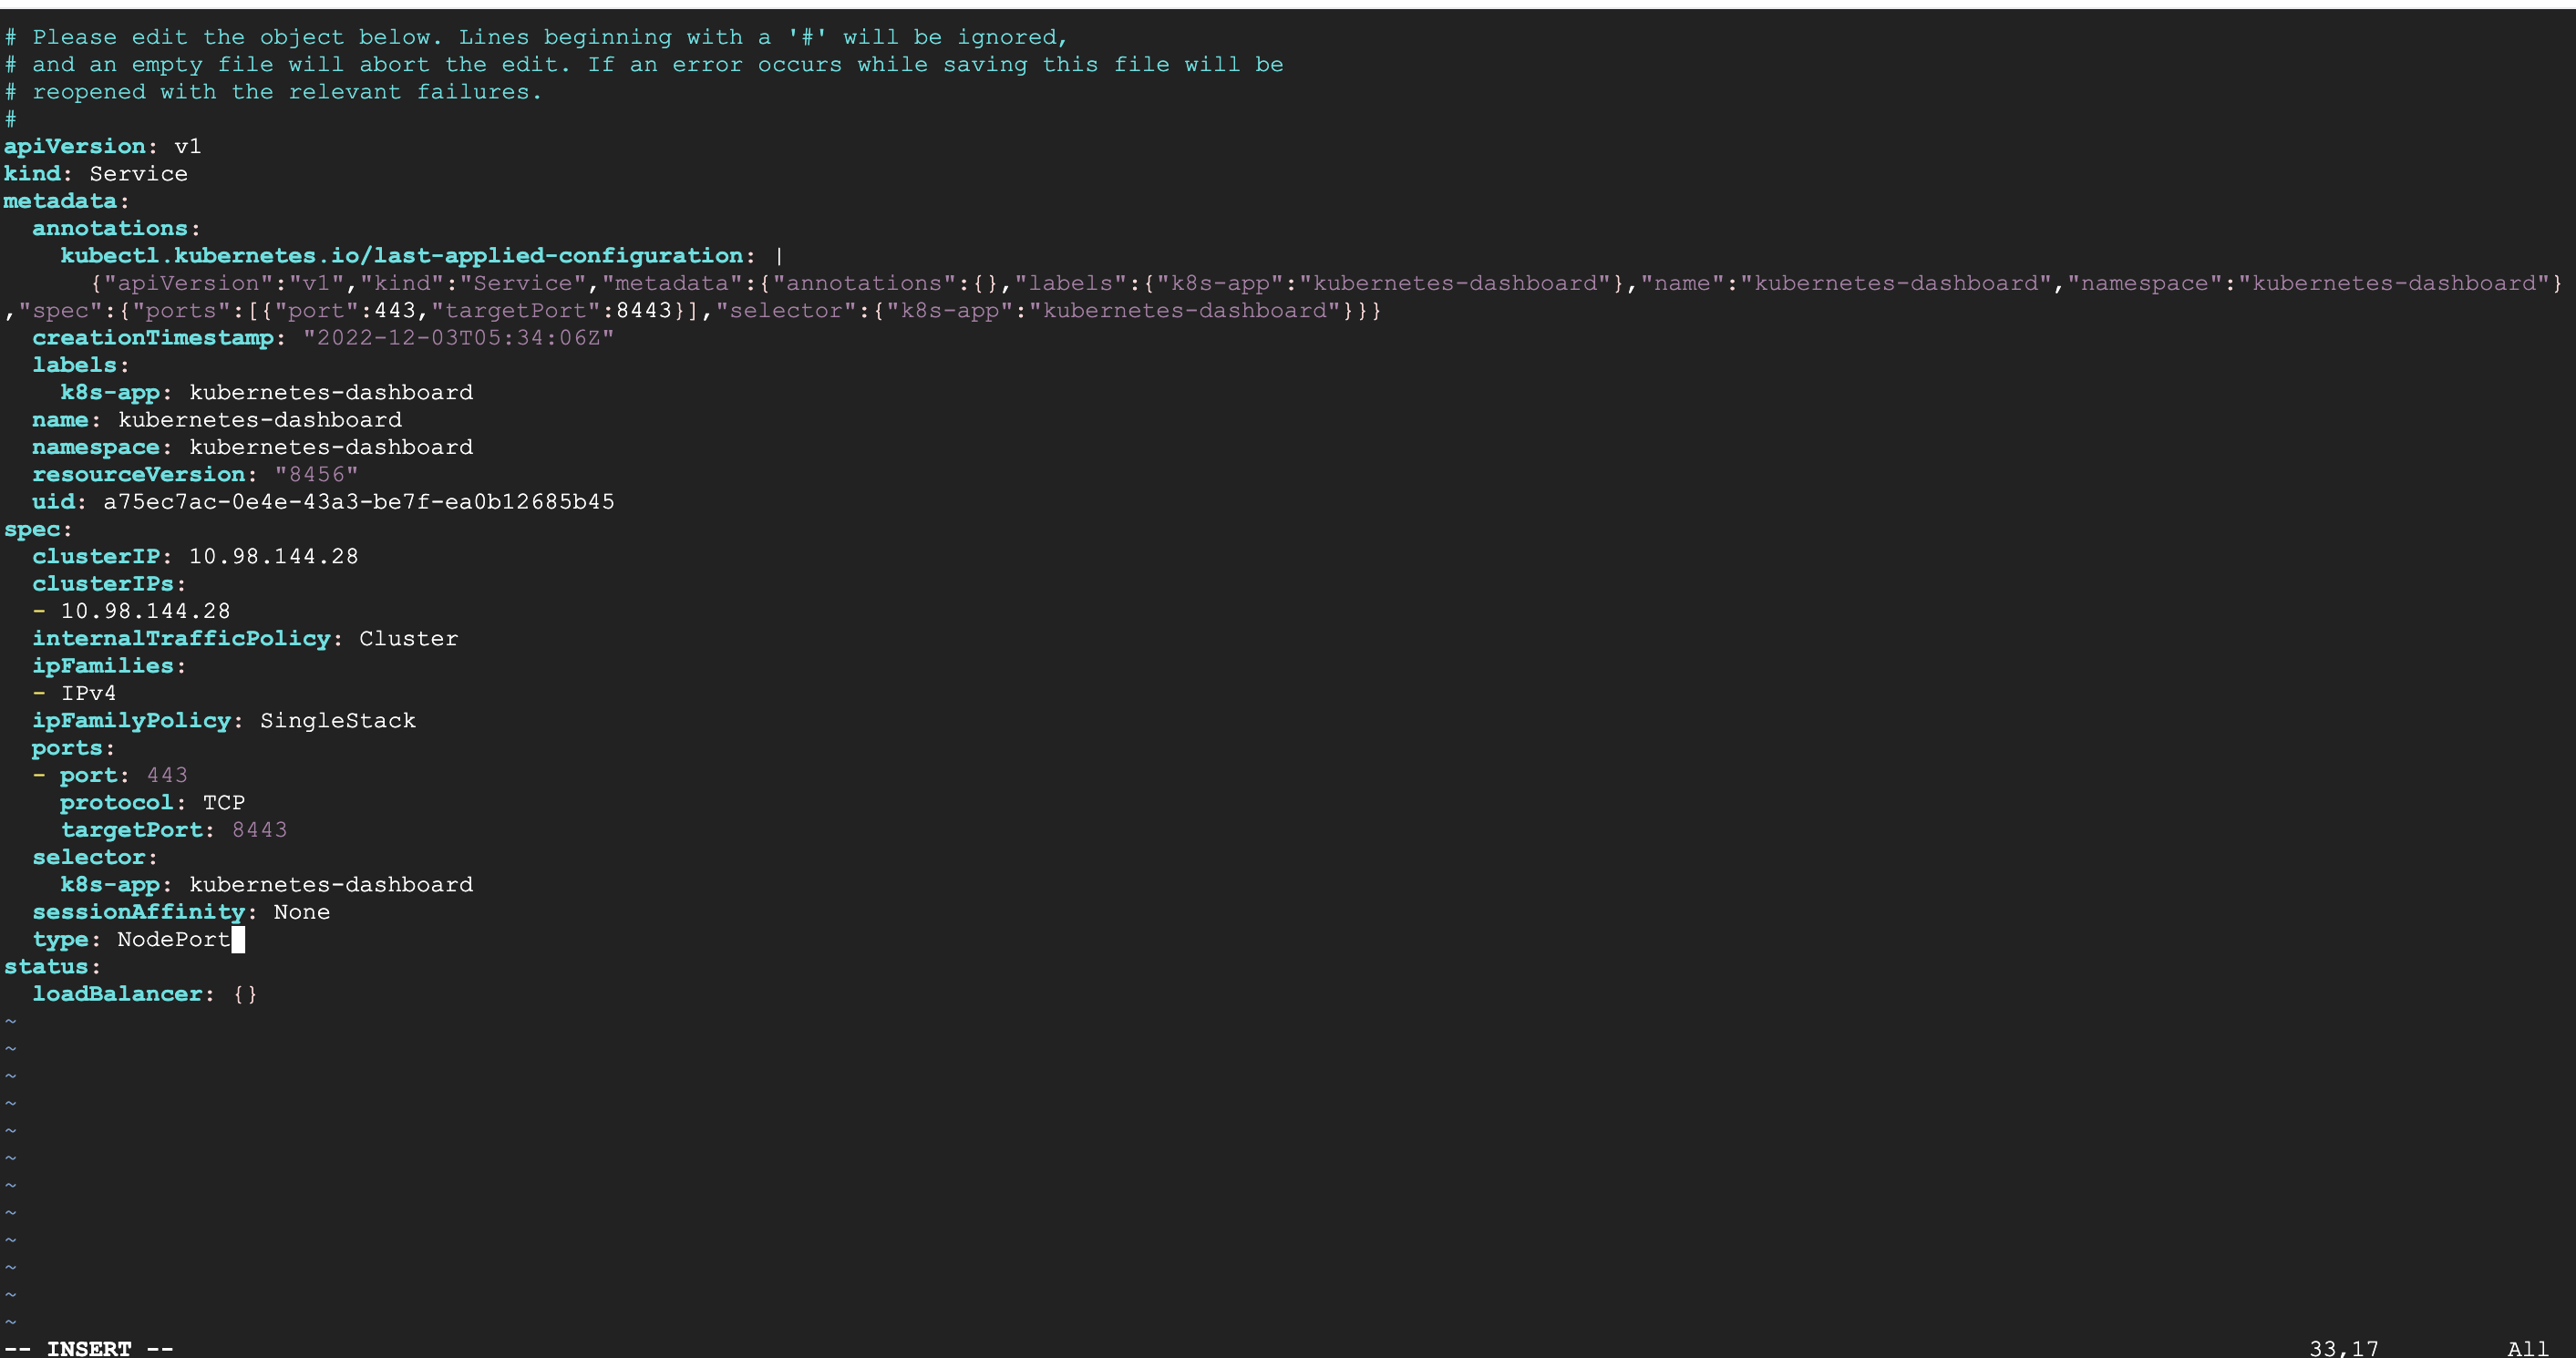 # Please edit the object below. Lines beginning with a '#' will be ignored,
# and an empty file will abort the edit. If an error occurs while saving this file will be
# reopened with the relevant failures.
#
apiVersion: v1
kind: Service
metadata:
  annotations:
    kubectl.kubernetes.io/last-applied-configuration: |
      {"apiVersion":"v1","kind":"Service","metadata":{"annotations":{},"labels":{"k8s-app":"kubernetes-dashboard"},"name":"kubernetes-dashboard","namespace":"kubernetes-dashboard"}
,"spec":{"ports":[{"port":443,"targetPort":8443}],"selector":{"k8s-app":"kubernetes-dashboard"}}}
  creationTimestamp: "2022-12-03T05:34:06Z"
  labels:
    k8s-app: kubernetes-dashboard
  name: kubernetes-dashboard
  namespace: kubernetes-dashboard
  resourceVersion: "8456"
  uid: a75ec7ac-0e4e-43a3-be7f-ea0b12685b45
spec:
  clusterIP: 10.98.144.28
  clusterIPs:
  - 10.98.144.28
  internalTrafficPolicy: Cluster
  ipFamilies:
  - IPv4
  ipFamilyPolicy: SingleStack
  ports:
  - port: 443
    protocol: TCP
    targetPort: 8443
  selector:
    k8s-app: kubernetes-dashboard
  sessionAffinity: None
  type: NodePort
status:
  loadBalancer: {}
~
~
~
~
~
~
~
~
~
~
~
~
-- INSERT -- 33,17 All